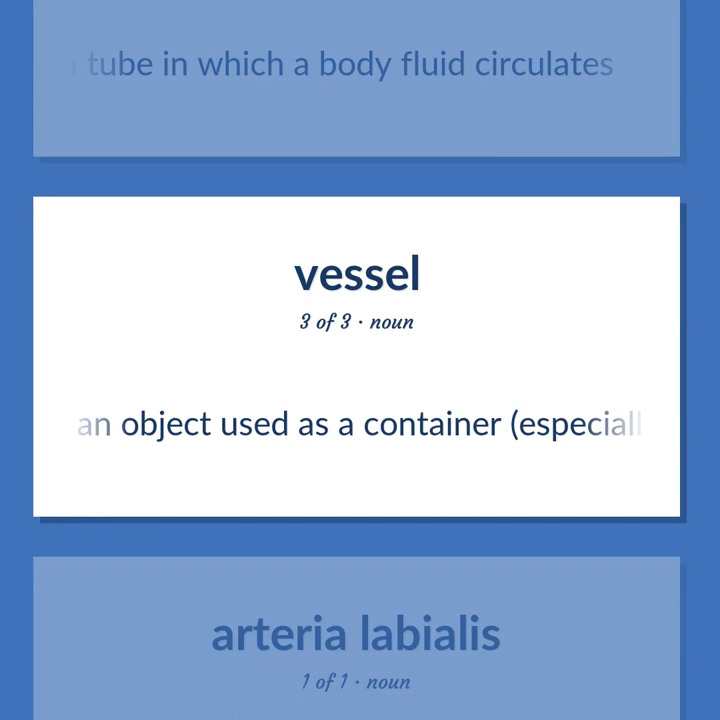 tube in which a body fluid circulates
vessel
3 of 3 · noun
an object used as a container (especiall
arteria labialis
1 of 1 · noun